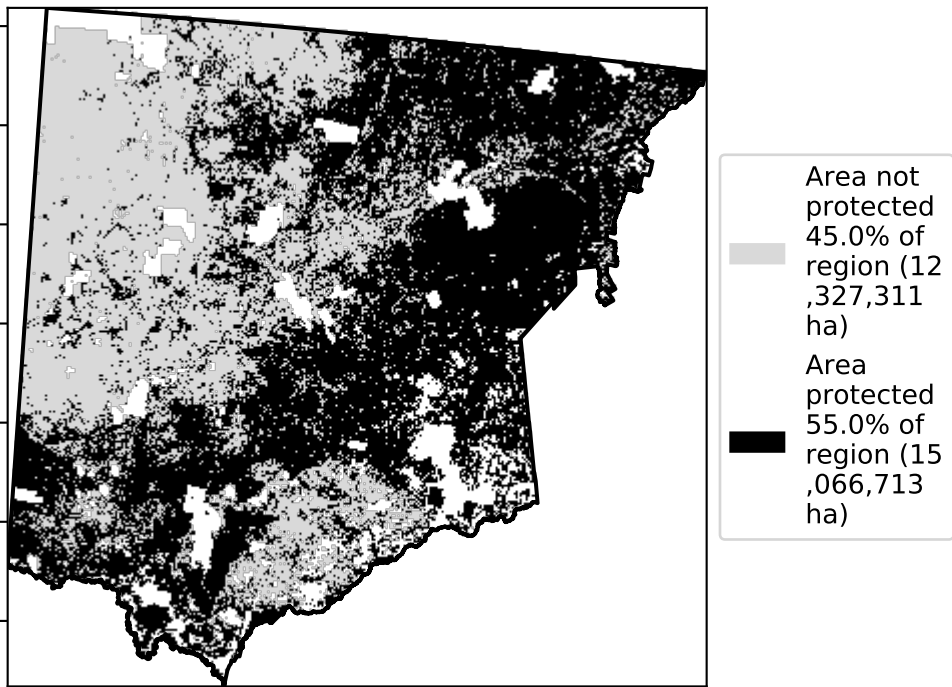 Area not
protected
45.0% of
region (12
,327,311
ha)
Area
protected
55.0% of
region (15
,066,713
ha)